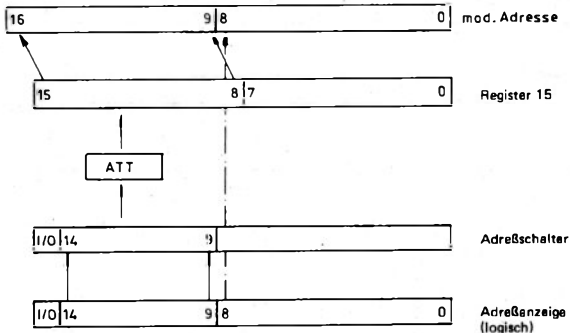 16 9 8 0 mod. Adresse
15 8 7 0 Register 15
ATT
I/O 14 9 Adreßschalter
I/O 14 9 8 0 Adreßanzeige
(logisch)